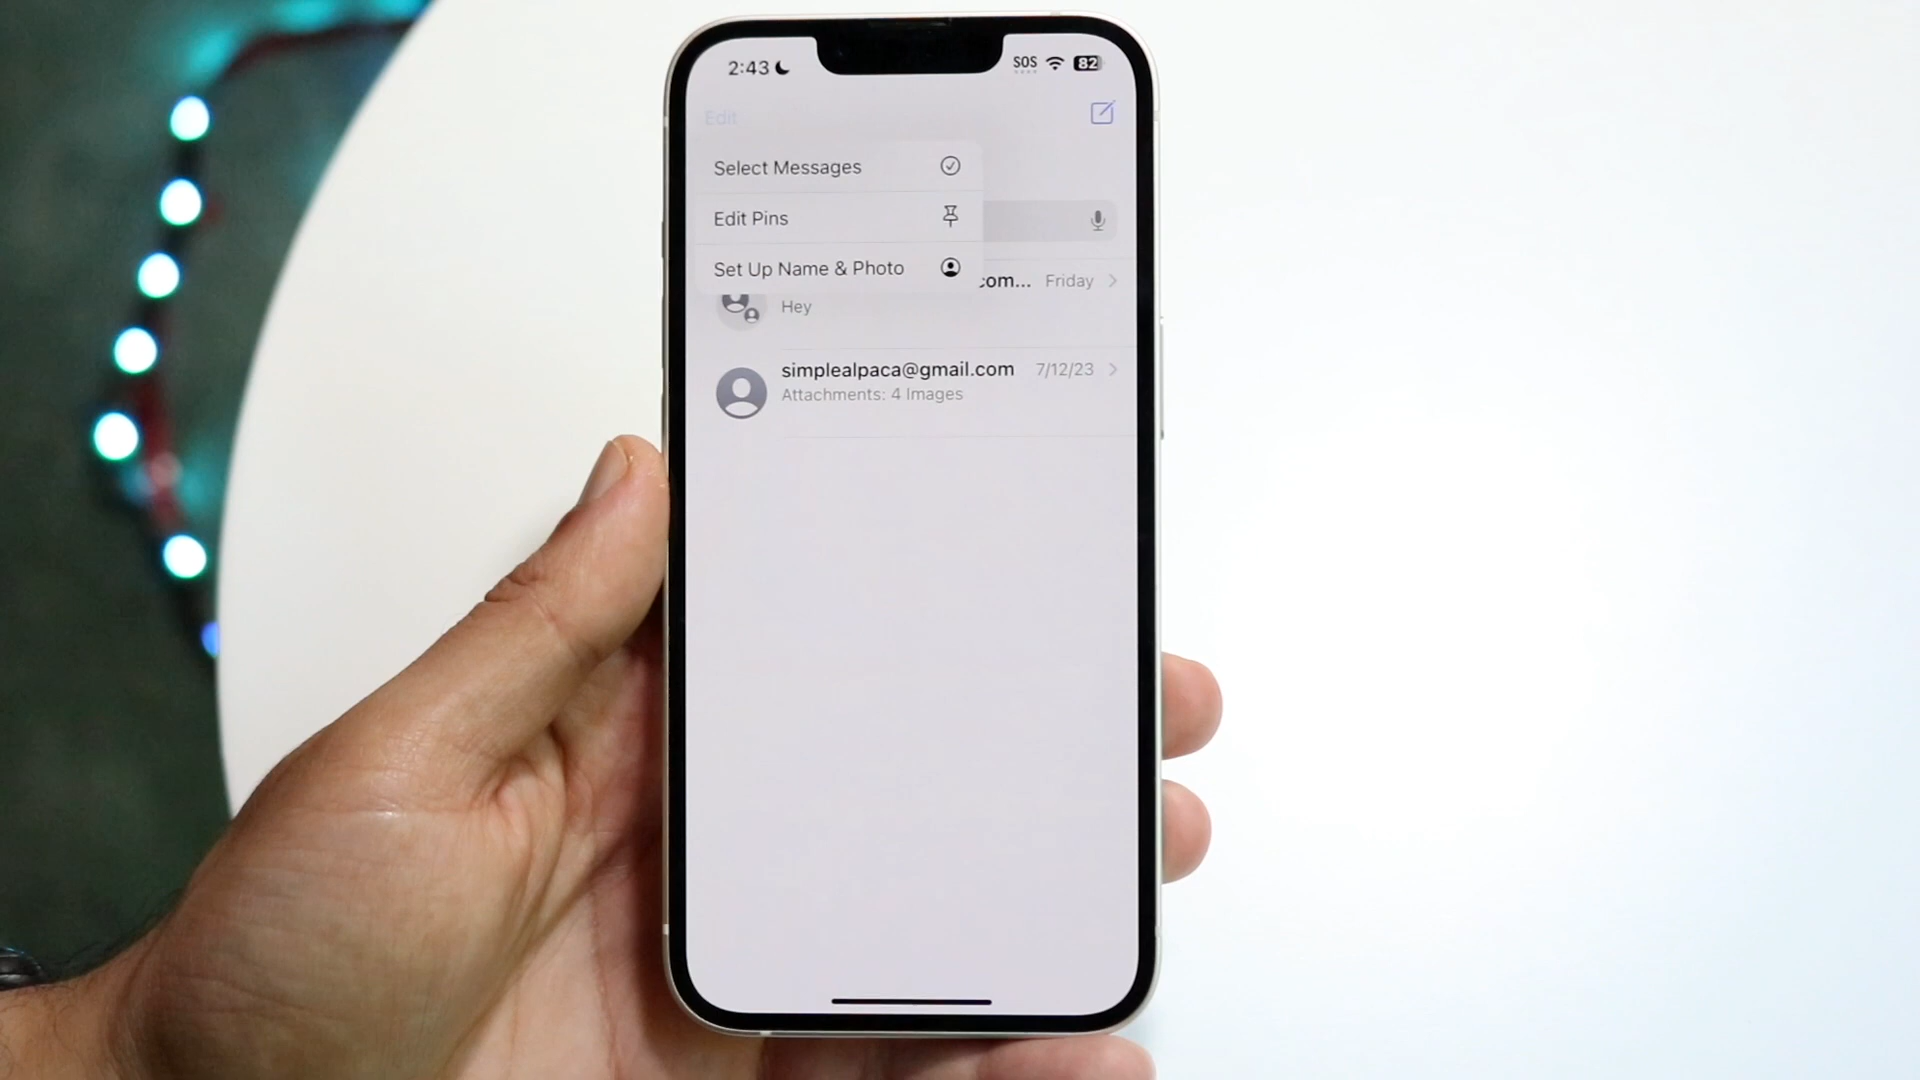 2:43
SOS
82
Edit
Select Messages
Edit Pins
Set Up Name & Photo
com... Friday
Hey
simplealpaca@gmail.com 7/12/23
Attachments: 4 Images